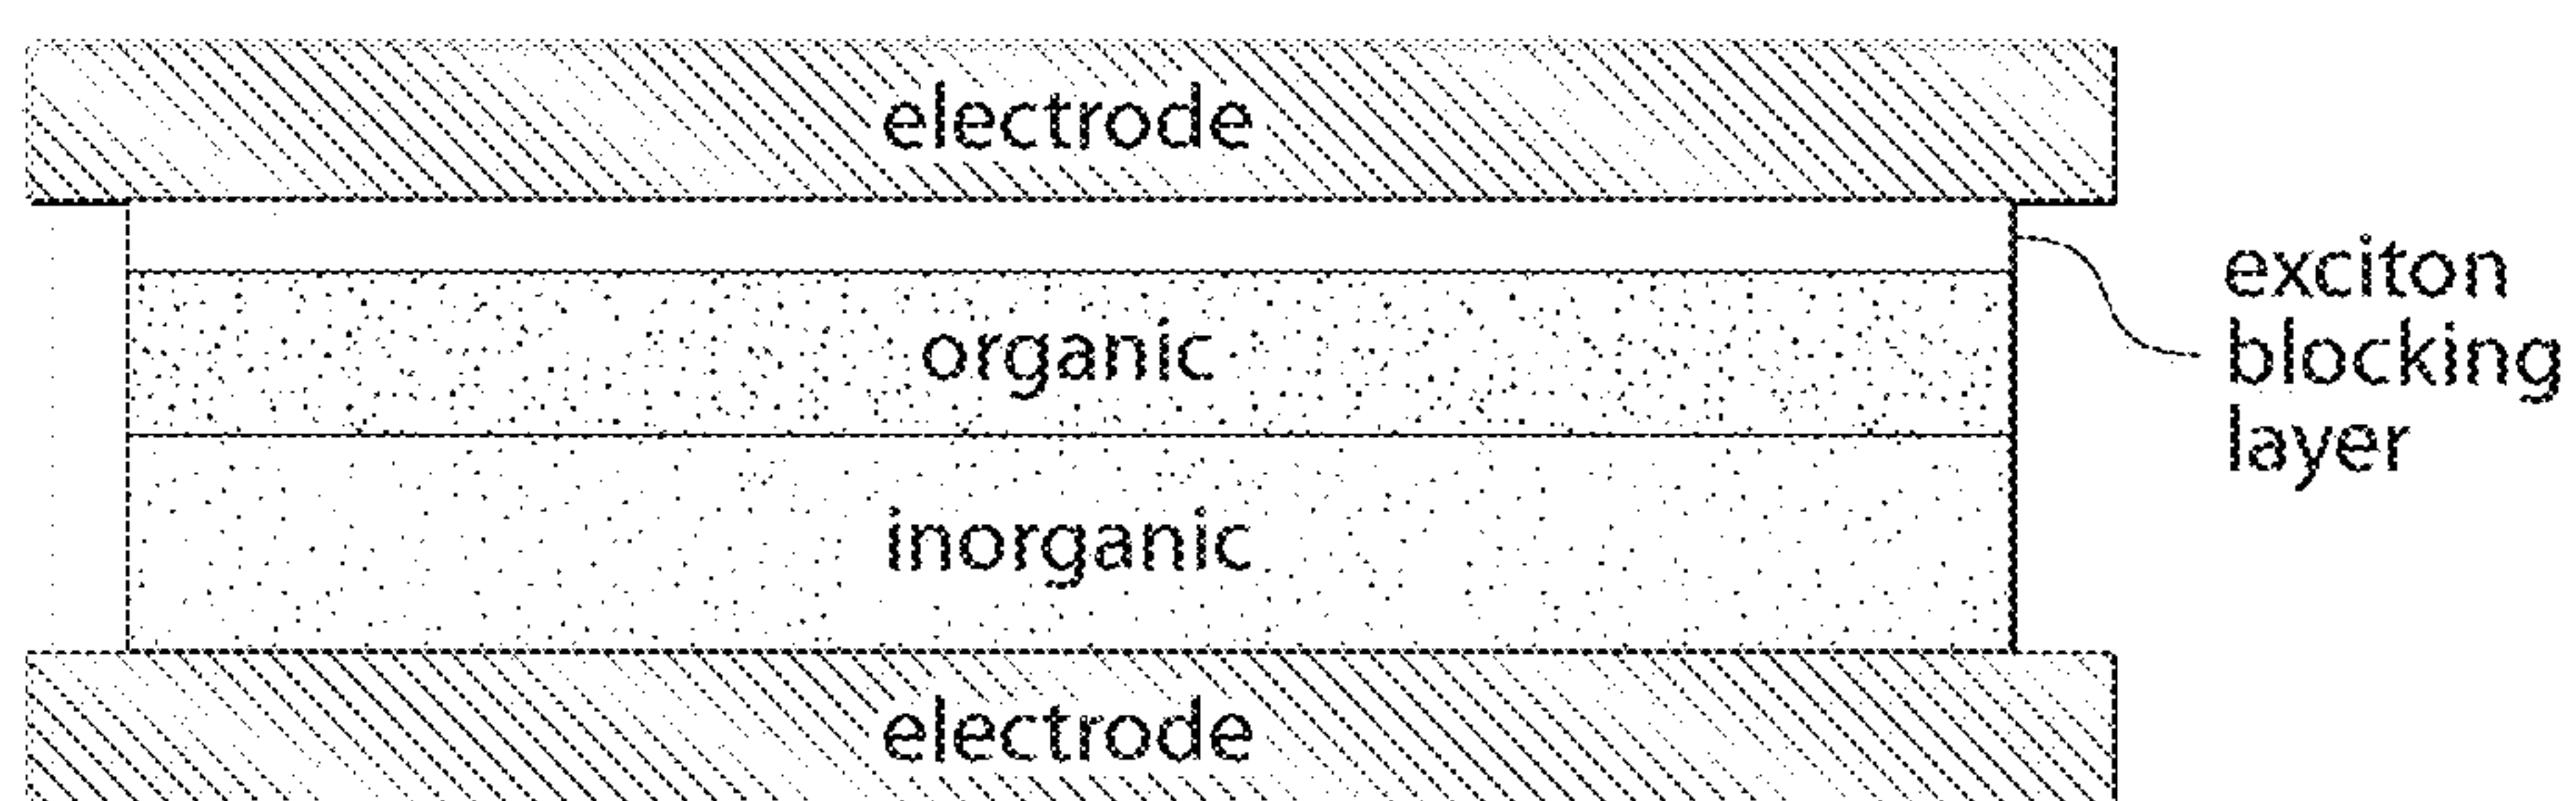 electrode
exciton
blocking
layer
organic
inorganic
electrode